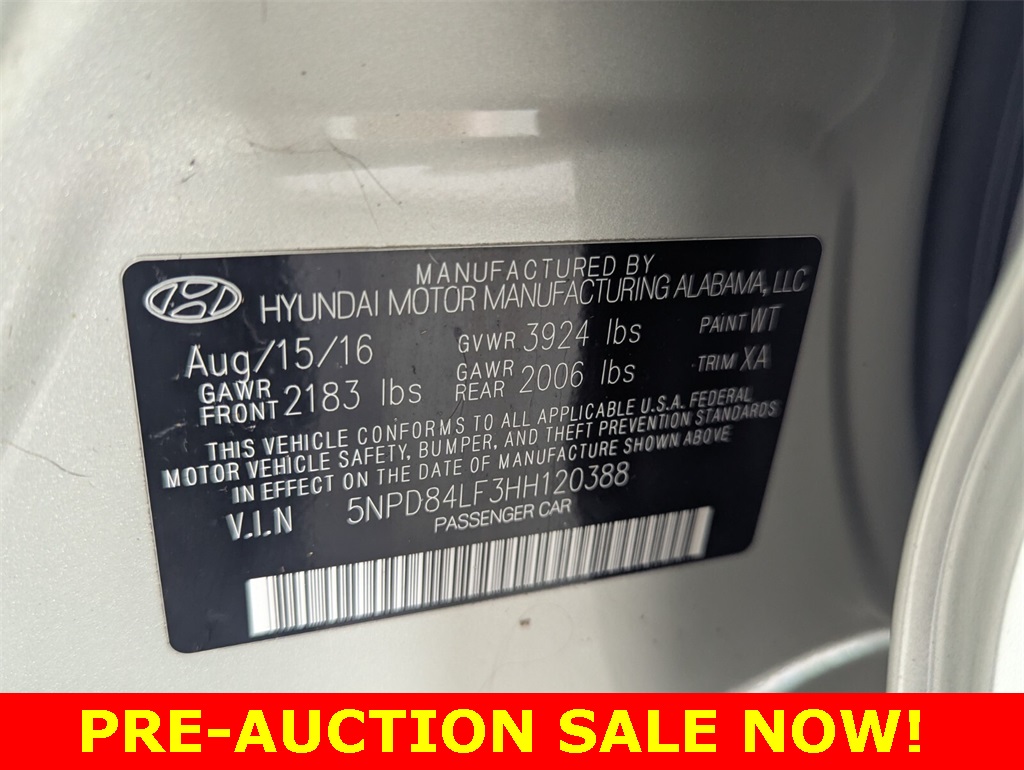 MANUFACTURED BY
HYUNDAI MOTOR MANUFACTURING ALABAMA, LLC
Aug/15/16 GVWR 3924 lbs PAINT WT
GAWR FRONT 2183 lbs GAWR REAR 2006 lbs TRIM XA
THIS VEHICLE CONFORMS TO ALL APPLICABLE U.S.A. FEDERAL
MOTOR VEHICLE SAFETY, BUMPER, AND THEFT PREVENTION STANDARDS
IN EFFECT ON THE DATE OF MANUFACTURE SHOWN ABOVE
V.I.N 5NPD84LF3HH120388
PASSENGER CAR
PRE-AUCTION SALE NOW!